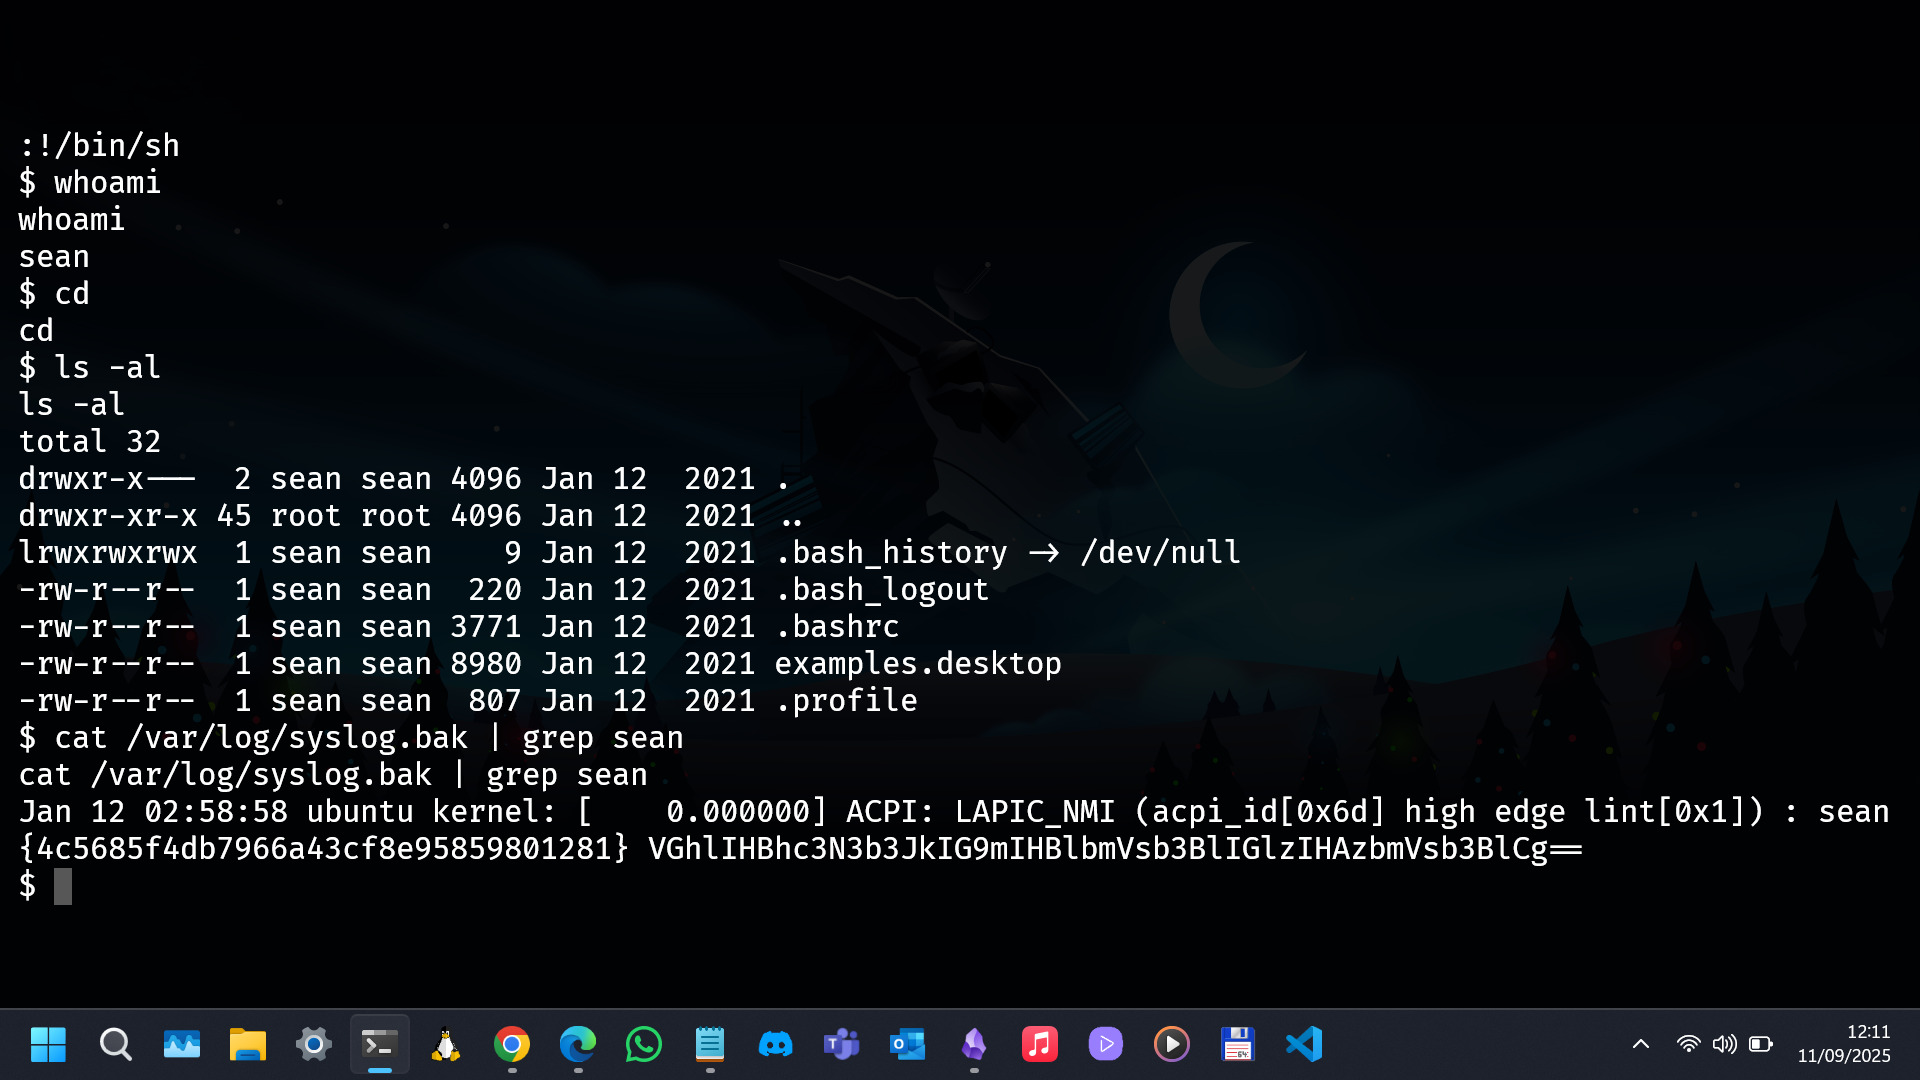 :!/bin/sh
$ whoami
whoami
sean
$ cd
cd
$ ls -al
ls -al
total 32
drwxr-x---  2 sean sean 4096 Jan 12  2021 .
drwxr-xr-x 45 root root 4096 Jan 12  2021 ..
lrwxrwxrwx  1 sean sean    9 Jan 12  2021 .bash_history -> /dev/null
-rw-r--r--  1 sean sean  220 Jan 12  2021 .bash_logout
-rw-r--r--  1 sean sean 3771 Jan 12  2021 .bashrc
-rw-r--r--  1 sean sean 8980 Jan 12  2021 examples.desktop
-rw-r--r--  1 sean sean  807 Jan 12  2021 .profile
$ cat /var/log/syslog.bak | grep sean
cat /var/log/syslog.bak | grep sean
Jan 12 02:58:58 ubuntu kernel: [    0.000000] ACPI: LAPIC_NMI (acpi_id[0x6d] high edge lint[0x1]) : sean
{4c5685f4db7966a43cf8e95859801281} VGhlIHBhc3N3b3JkIG9mIHBlbmVsb3BlIGlzIHAzbmVsb3BlCg==
$
12:11
11/09/2025